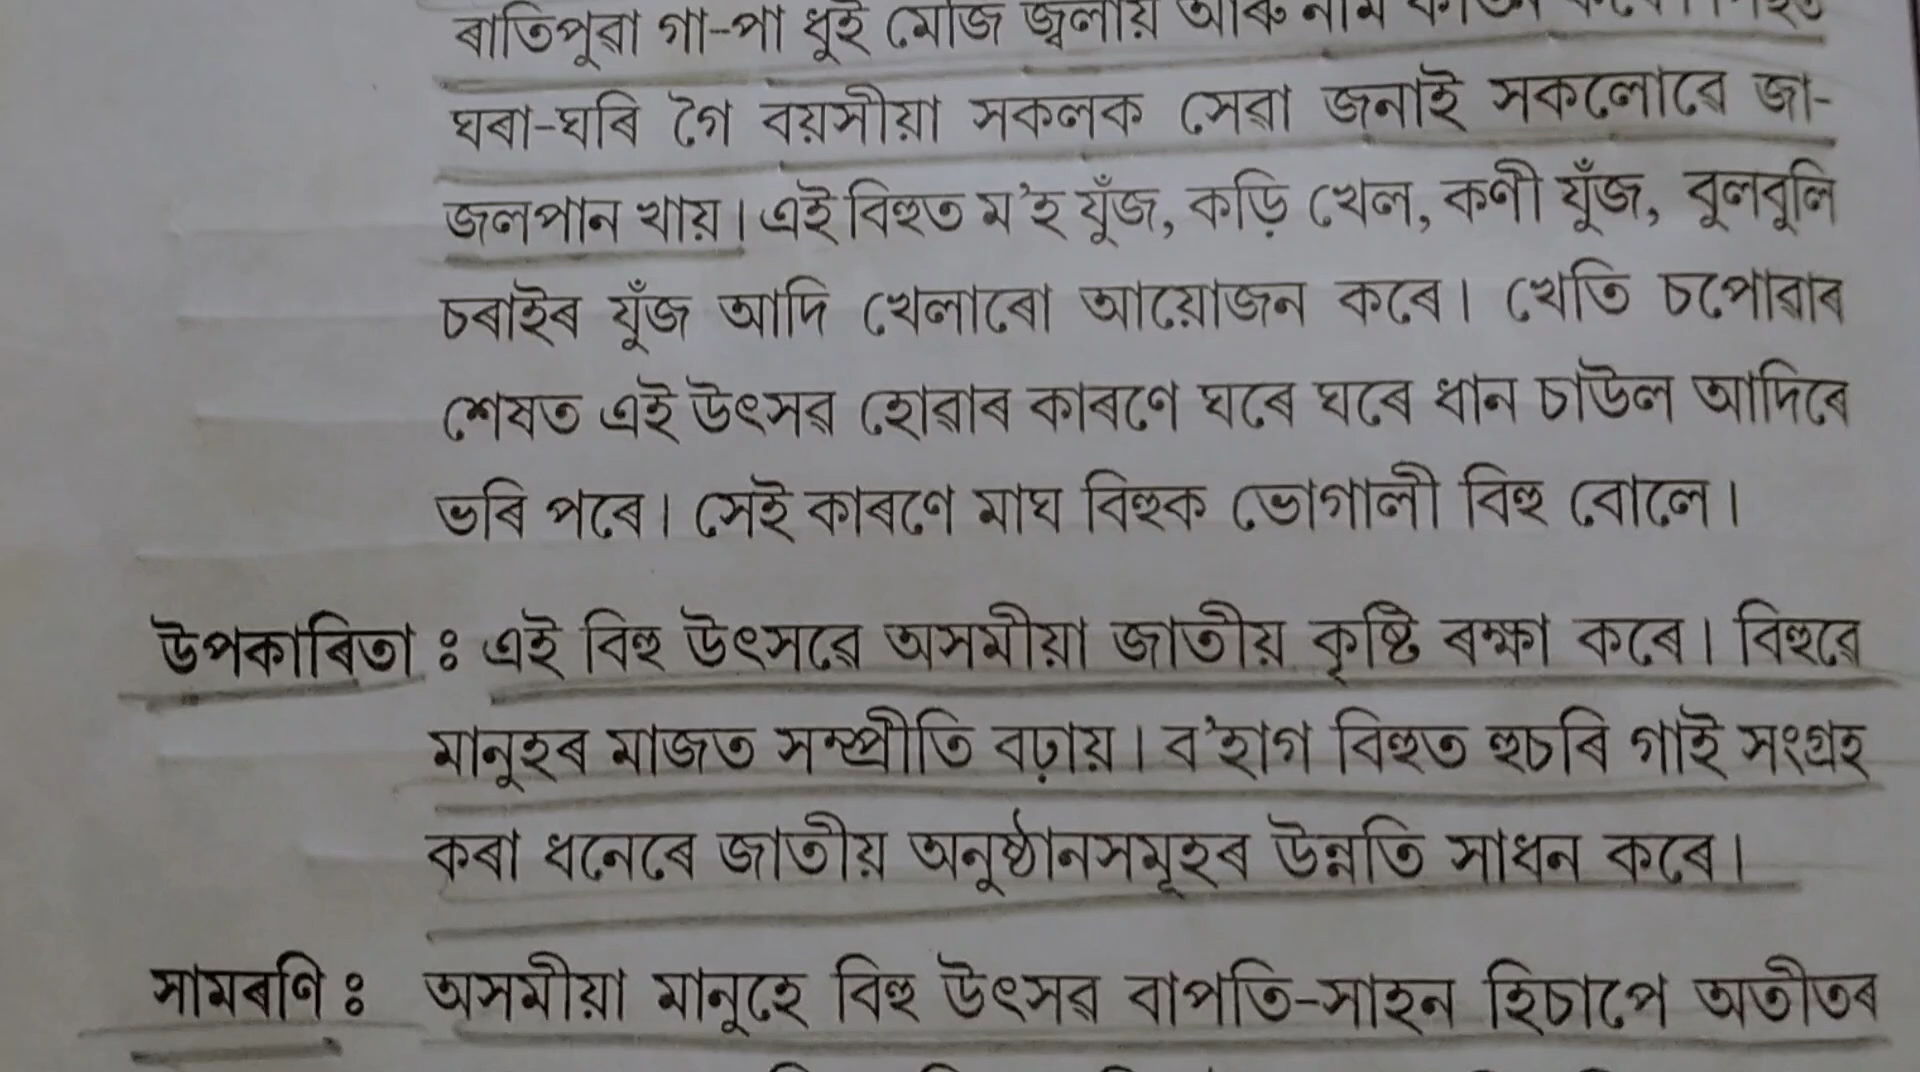 ৰাতিপুৱা গা-পা ধুই মেজি জ্বলায় আৰু নাম
ঘৰা-ঘৰি গৈ বয়সীয়া সকলক সেৱা জনাই সকলোৱে জা-
জলপান খায়। এই বিহুত ম'হ যুঁজ, কড়ি খেল, কণী যুঁজ, বুলবুলি
চৰাইৰ যুঁজ আদি খেলাৰো আয়োজন কৰে। খেতি চপোৱাৰ
শেষত এই উৎসৱ হোৱাৰ কাৰণে ঘৰে ঘৰে ধান চাউল আদিৰে
ভৰি পৰে। সেই কাৰণে মাঘ বিহুক ভোগালী বিহু বোলে।
উপকাৰিতা : এই বিহু উৎসৱে অসমীয়া জাতীয় কৃষ্টি ৰক্ষা কৰে। বিহুৱে
মানুহৰ মাজত সম্প্ৰীতি বঢ়ায়। ব'হাগ বিহুত হুচৰি গাই সংগ্ৰহ
কৰা ধনেৰে জাতীয় অনুষ্ঠানসমূহৰ উন্নতি সাধন কৰে।
সামৰণি : অসমীয়া মানুহে বিহু উৎসৱ বাপতি-সাহন হিচাপে অতীতৰ